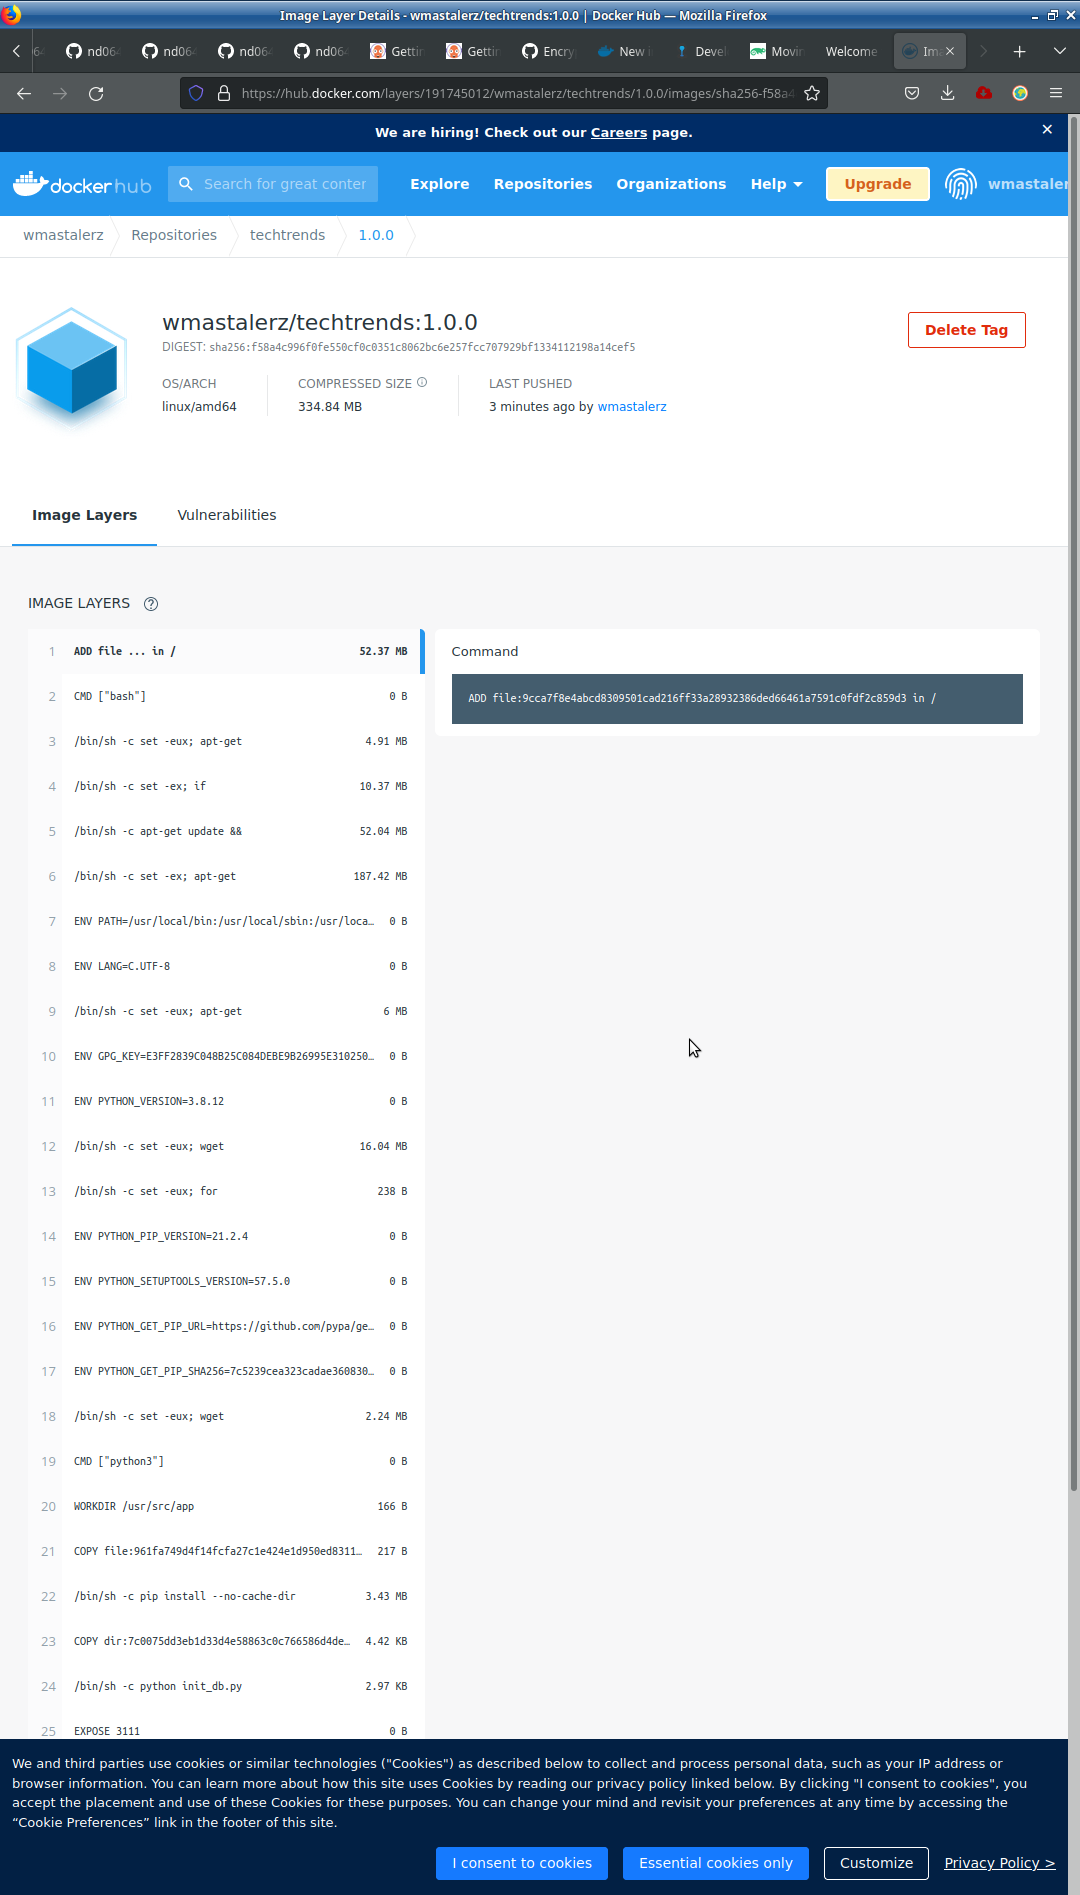 Image Layer Details - wmastalerz/techtrends:1.0.0 | Docker Hub — Mozilla Firefox
nd064 nd064 nd064 nd064 Gettin Gettin Encry New i Devel Movin Welcome Im
https://hub.docker.com/layers/191745012/wmastalerz/techtrends/1.0.0/images/sha256-f58a4
We are hiring! Check out our Careers page.
dockerhub Search for great conter Explore Repositories Organizations Help Upgrade wmastaler
wmastalerz Repositories techtrends 1.0.0
wmastalerz/techtrends:1.0.0
Delete Tag
DIGEST: sha256:f58a4c996f0fe550cf0c0351c8062bc6e257fcc707929bf1334112198a14cef5
OS/ARCH COMPRESSED SIZE LAST PUSHED
linux/amd64 334.84 MB 3 minutes ago by wmastalerz
Image Layers Vulnerabilities
IMAGE LAYERS
1 ADD file ... in / 52.37 MB
Command
ADD file:9cca7f8e4abcd8309501cad216ff33a28932386ded66461a7591c0fdf2c859d3 in /
2 CMD ["bash"] 0 B
3 /bin/sh -c set -eux; apt-get 4.91 MB
4 /bin/sh -c set -ex; if 10.37 MB
5 /bin/sh -c apt-get update && 52.04 MB
6 /bin/sh -c set -ex; apt-get 187.42 MB
7 ENV PATH=/usr/local/bin:/usr/local/sbin:/usr/loca… 0 B
8 ENV LANG=C.UTF-8 0 B
9 /bin/sh -c set -eux; apt-get 6 MB
10 ENV GPG_KEY=E3FF2839C048B25C084DEBE9B26995E310250… 0 B
11 ENV PYTHON_VERSION=3.8.12 0 B
12 /bin/sh -c set -eux; wget 16.04 MB
13 /bin/sh -c set -eux; for 238 B
14 ENV PYTHON_PIP_VERSION=21.2.4 0 B
15 ENV PYTHON_SETUPTOOLS_VERSION=57.5.0 0 B
16 ENV PYTHON_GET_PIP_URL=https://github.com/pypa/ge… 0 B
17 ENV PYTHON_GET_PIP_SHA256=7c5239cea323cadae360830… 0 B
18 /bin/sh -c set -eux; wget 2.24 MB
19 CMD ["python3"] 0 B
20 WORKDIR /usr/src/app 166 B
21 COPY file:961fa749d4f14fcfa27c1e424e1d950ed8311… 217 B
22 /bin/sh -c pip install --no-cache-dir 3.43 MB
23 COPY dir:7c0075dd3eb1d33d4e58863c0c766586d4de… 4.42 KB
24 /bin/sh -c python init_db.py 2.97 KB
25 EXPOSE 3111 0 B
We and third parties use cookies or similar technologies ("Cookies") as described below to collect and process personal data, such as your IP address or
browser information. You can learn more about how this site uses Cookies by reading our privacy policy linked below. By clicking "I consent to cookies", you
accept the placement and use of these Cookies for these purposes. You can change your mind and revisit your preferences at any time by accessing the
“Cookie Preferences” link in the footer of this site.
I consent to cookies Essential cookies only Customize Privacy Policy >